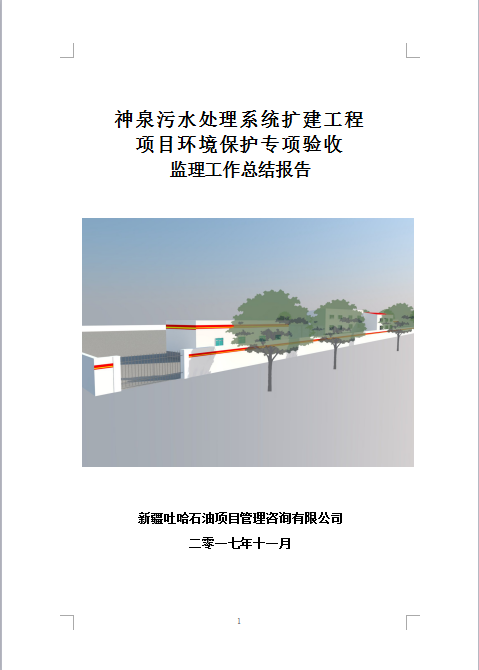 神泉污水处理系统扩建工程
项目环境保护专项验收
监理工作总结报告
新疆吐哈石油项目管理咨询有限公司
二零一七年十一月
1